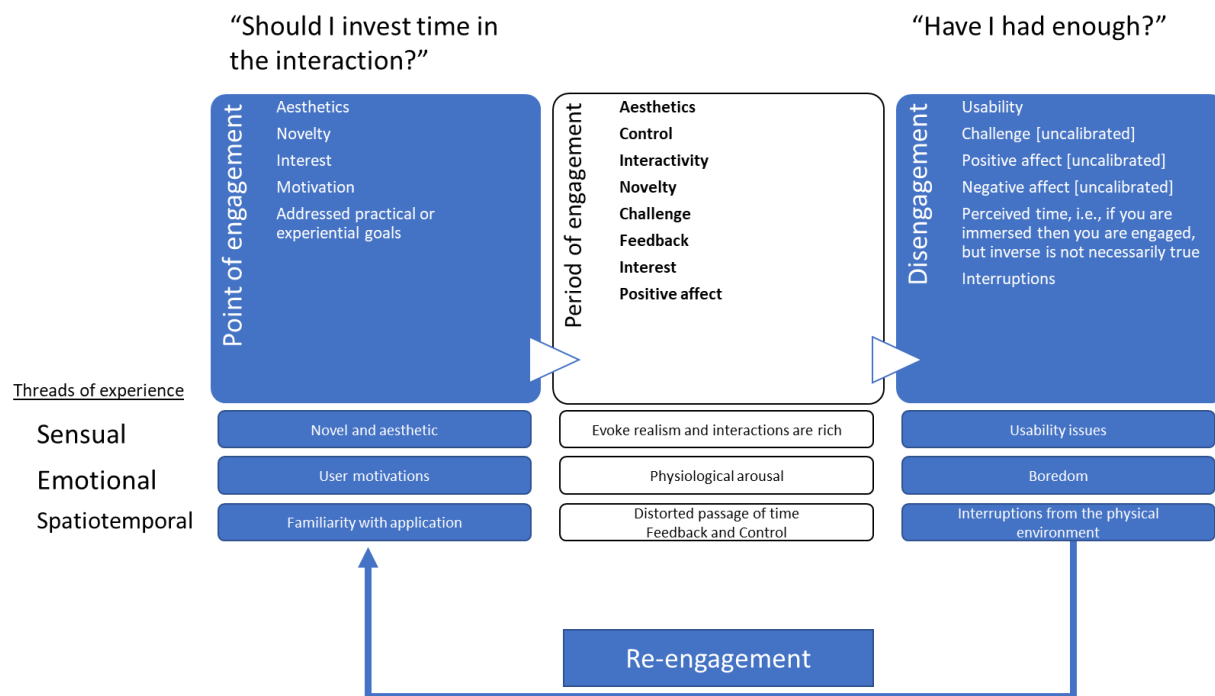 “Should I invest time in
the interaction?”
“Have I had enough?”
Point of engagement
Aesthetics
Novelty
Interest
Motivation
Addressed practical or
experiential goals
Period of engagement
Aesthetics
Control
Interactivity
Novelty
Challenge
Feedback
Interest
Positive affect
Disengagement
Usability
Challenge [uncalibrated]
Positive affect [uncalibrated]
Negative affect [uncalibrated]
Perceived time, i.e., if you are
immersed then you are engaged,
but inverse is not necessarily true
Interruptions
Threads of experience
Sensual
Novel and aesthetic
Evoke realism and interactions are rich
Usability issues
Emotional
User motivations
Physiological arousal
Boredom
Spatiotemporal
Familiarity with application
Distorted passage of time
Feedback and Control
Interruptions from the physical
environment
Re-engagement